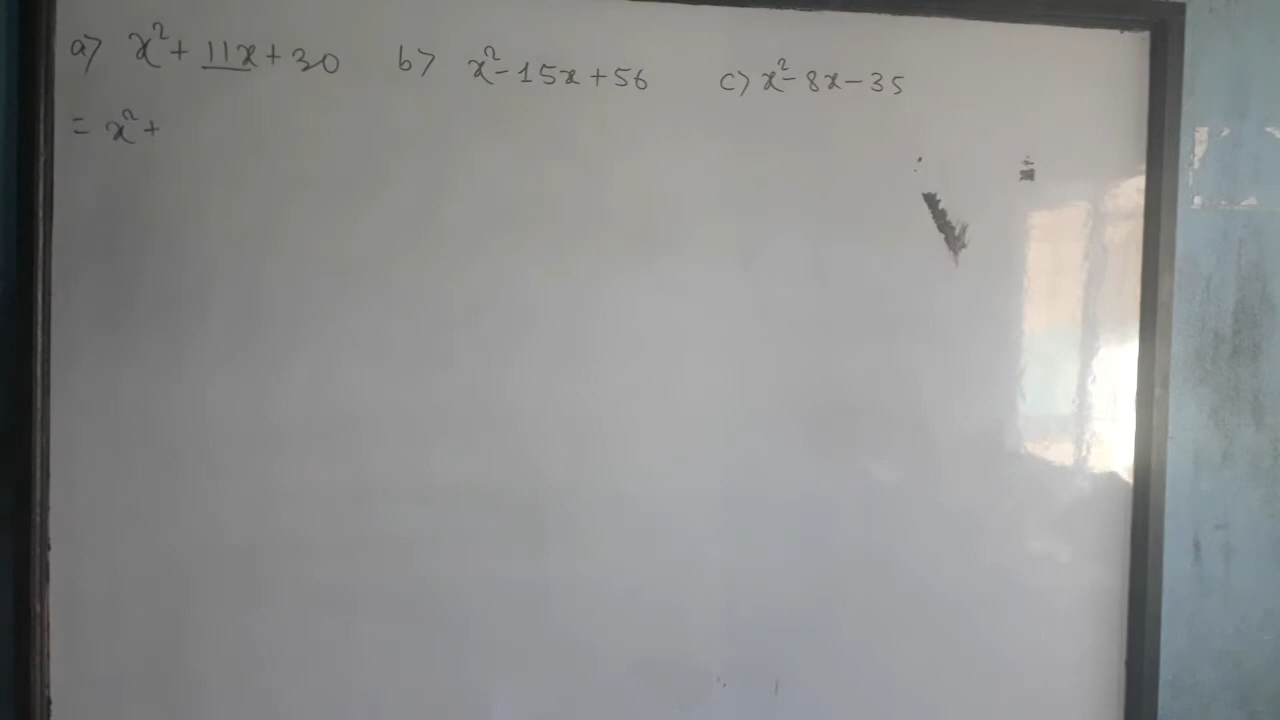 a) x² + 11x + 30 b) x² - 15x + 56 c) x² - 8x - 35
= x² +